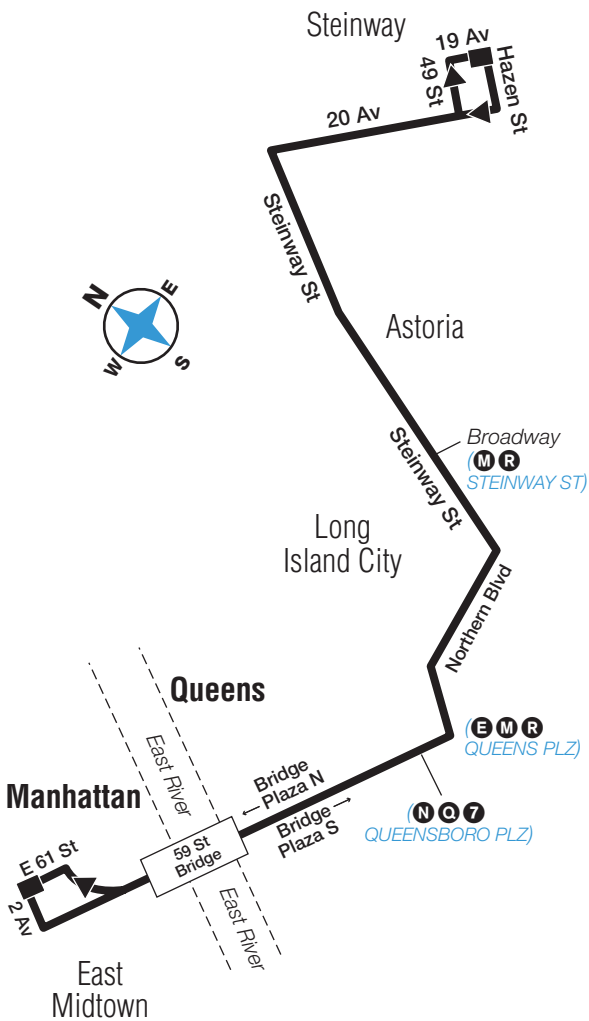 Steinway
19 Av
49 St
Hazen St
20 Av
Steinway St
N
E
W
S
Astoria
Steinway St
Broadway
(M R
STEINWAY ST)
Long
Island City
Northern Blvd
Queens
East River
(E M R
QUEENS PLZ)
Manhattan
← Bridge
Plaza N
Bridge →
Plaza S
(N Q 7
QUEENSBORO PLZ)
59 St
Bridge
E 61 St
2 Av
East River
East
Midtown